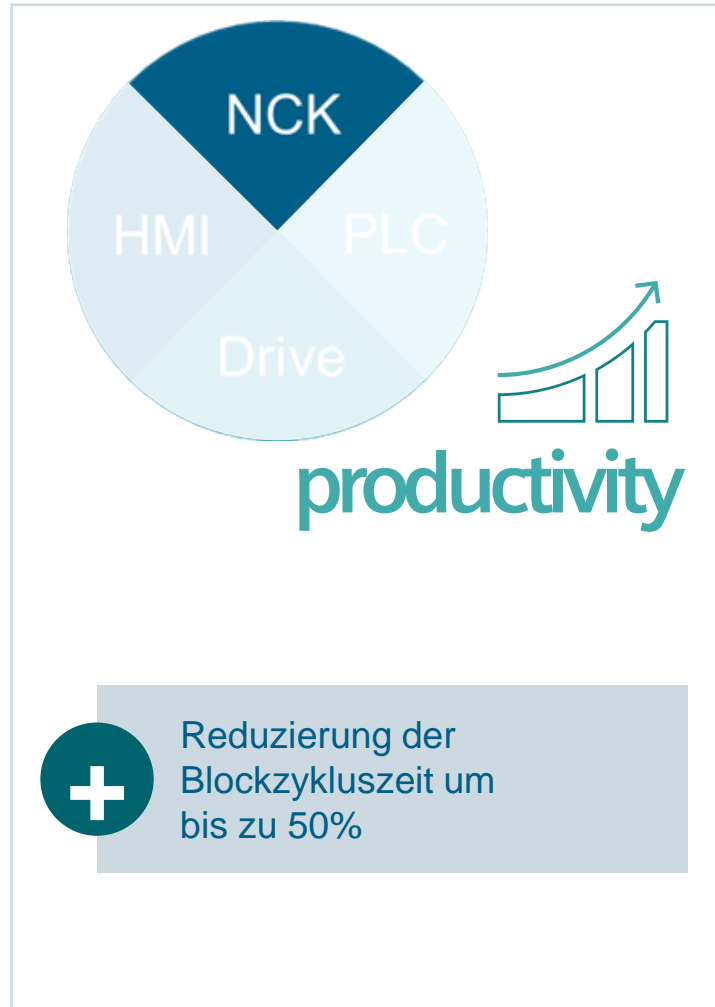 NCK
HMI
PLC
Drive
productivity
Reduzierung der
Blockzykluszeit um
bis zu 50%